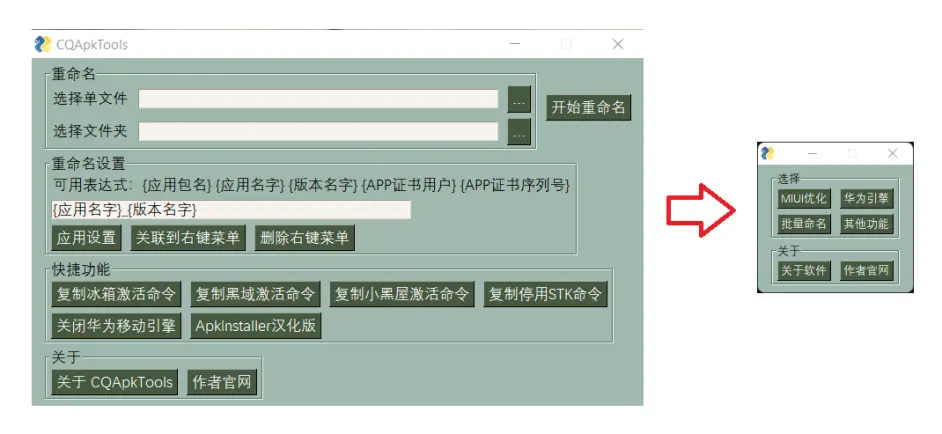 CQApkTools
重命名
选择单文件 ...
开始重命名
选择文件夹 ...
重命名设置
可用表达式：{应用包名} {应用名字} {版本名字} {APP证书用户} {APP证书序列号}
{应用名字}_{版本名字}
应用设置 关联到右键菜单 删除右键菜单
快捷功能
复制冰箱激活命令 复制黑域激活命令 复制小黑屋激活命令 复制停用STK命令
关闭华为移动引擎 ApkInstaller汉化版
关于
关于 CQApkTools 作者官网
选择
MIUI优化 华为引擎
批量命名 其他功能
关于
关于软件 作者官网